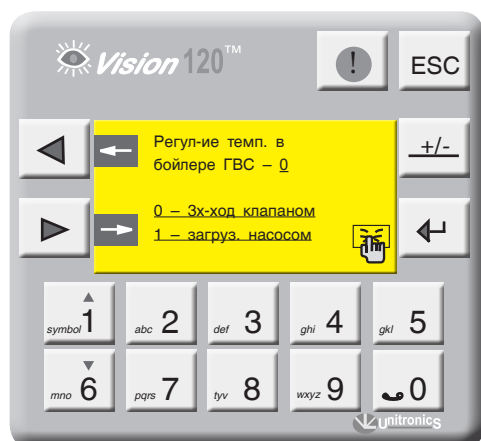 Vision 120™
!
ESC
Регул-ие темп. в
бойлере ГВС – 0
+/-
0 – 3х-ход клапаном
1 – загруз. насосом
symbol 1
abc 2
def 3
ghi 4
gkl 5
mno 6
pqrs 7
tyv 8
wxyz 9
0
Unitronics